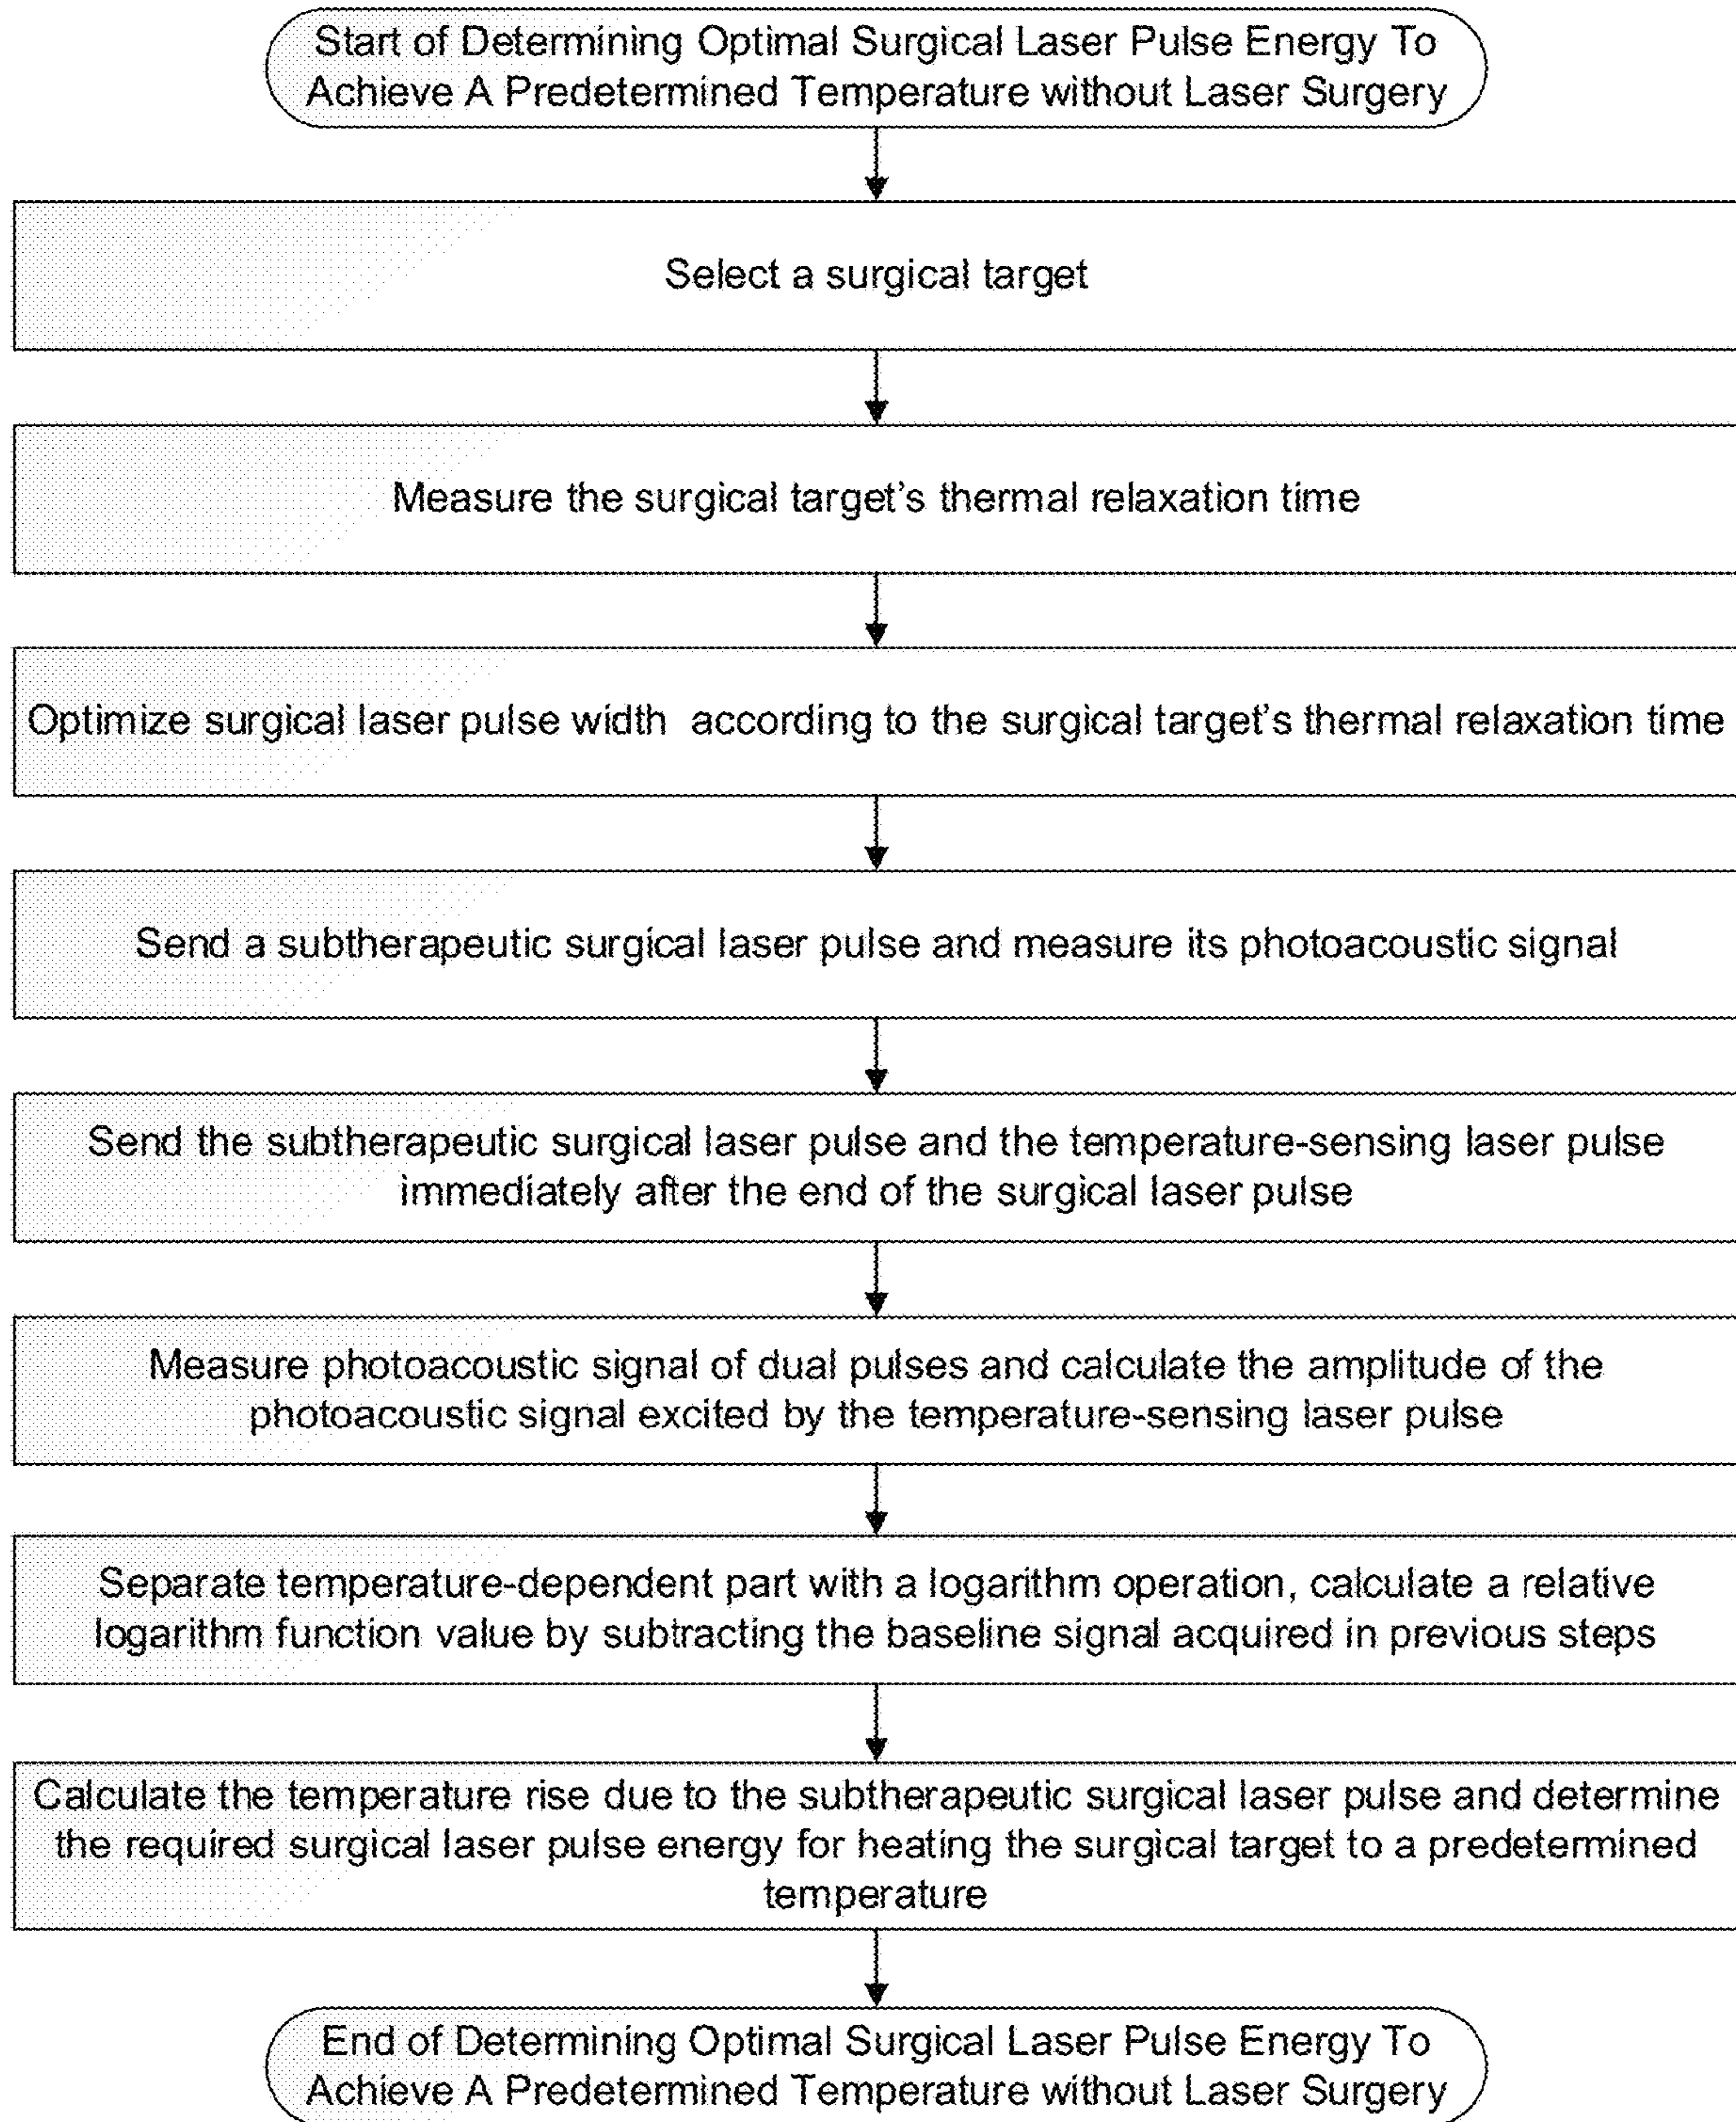 Start of Determining Optimal Surgical Laser Pulse Energy To
Achieve A Predetermined Temperature without Laser Surgery
Select a surgical target
Measure the surgical target's thermal relaxation time
Optimize surgical laser pulse width  according to the surgical target's thermal relaxation time
Send a subtherapeutic surgical laser pulse and measure its photoacoustic signal
Send the subtherapeutic surgical laser pulse and the temperature-sensing laser pulse
immediately after the end of the surgical laser pulse
Measure photoacoustic signal of dual pulses and calculate the amplitude of the
photoacoustic signal excited by the temperature-sensing laser pulse
Separate temperature-dependent part with a logarithm operation, calculate a relative
logarithm function value by subtracting the baseline signal acquired in previous steps
Calculate the temperature rise due to the subtherapeutic surgical laser pulse and determine
the required surgical laser pulse energy for heating the surgical target to a predetermined
temperature
End of Determining Optimal Surgical Laser Pulse Energy To
Achieve A Predetermined Temperature without Laser Surgery